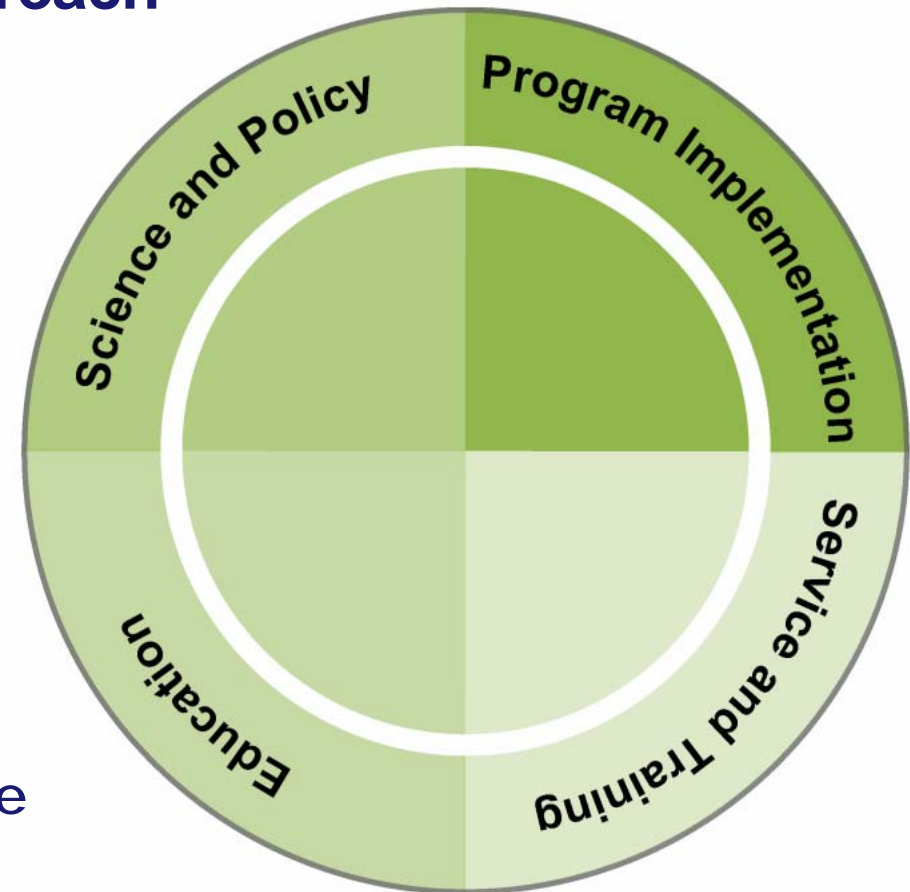 Science and Policy
Program Implementation
Service and Training
Education